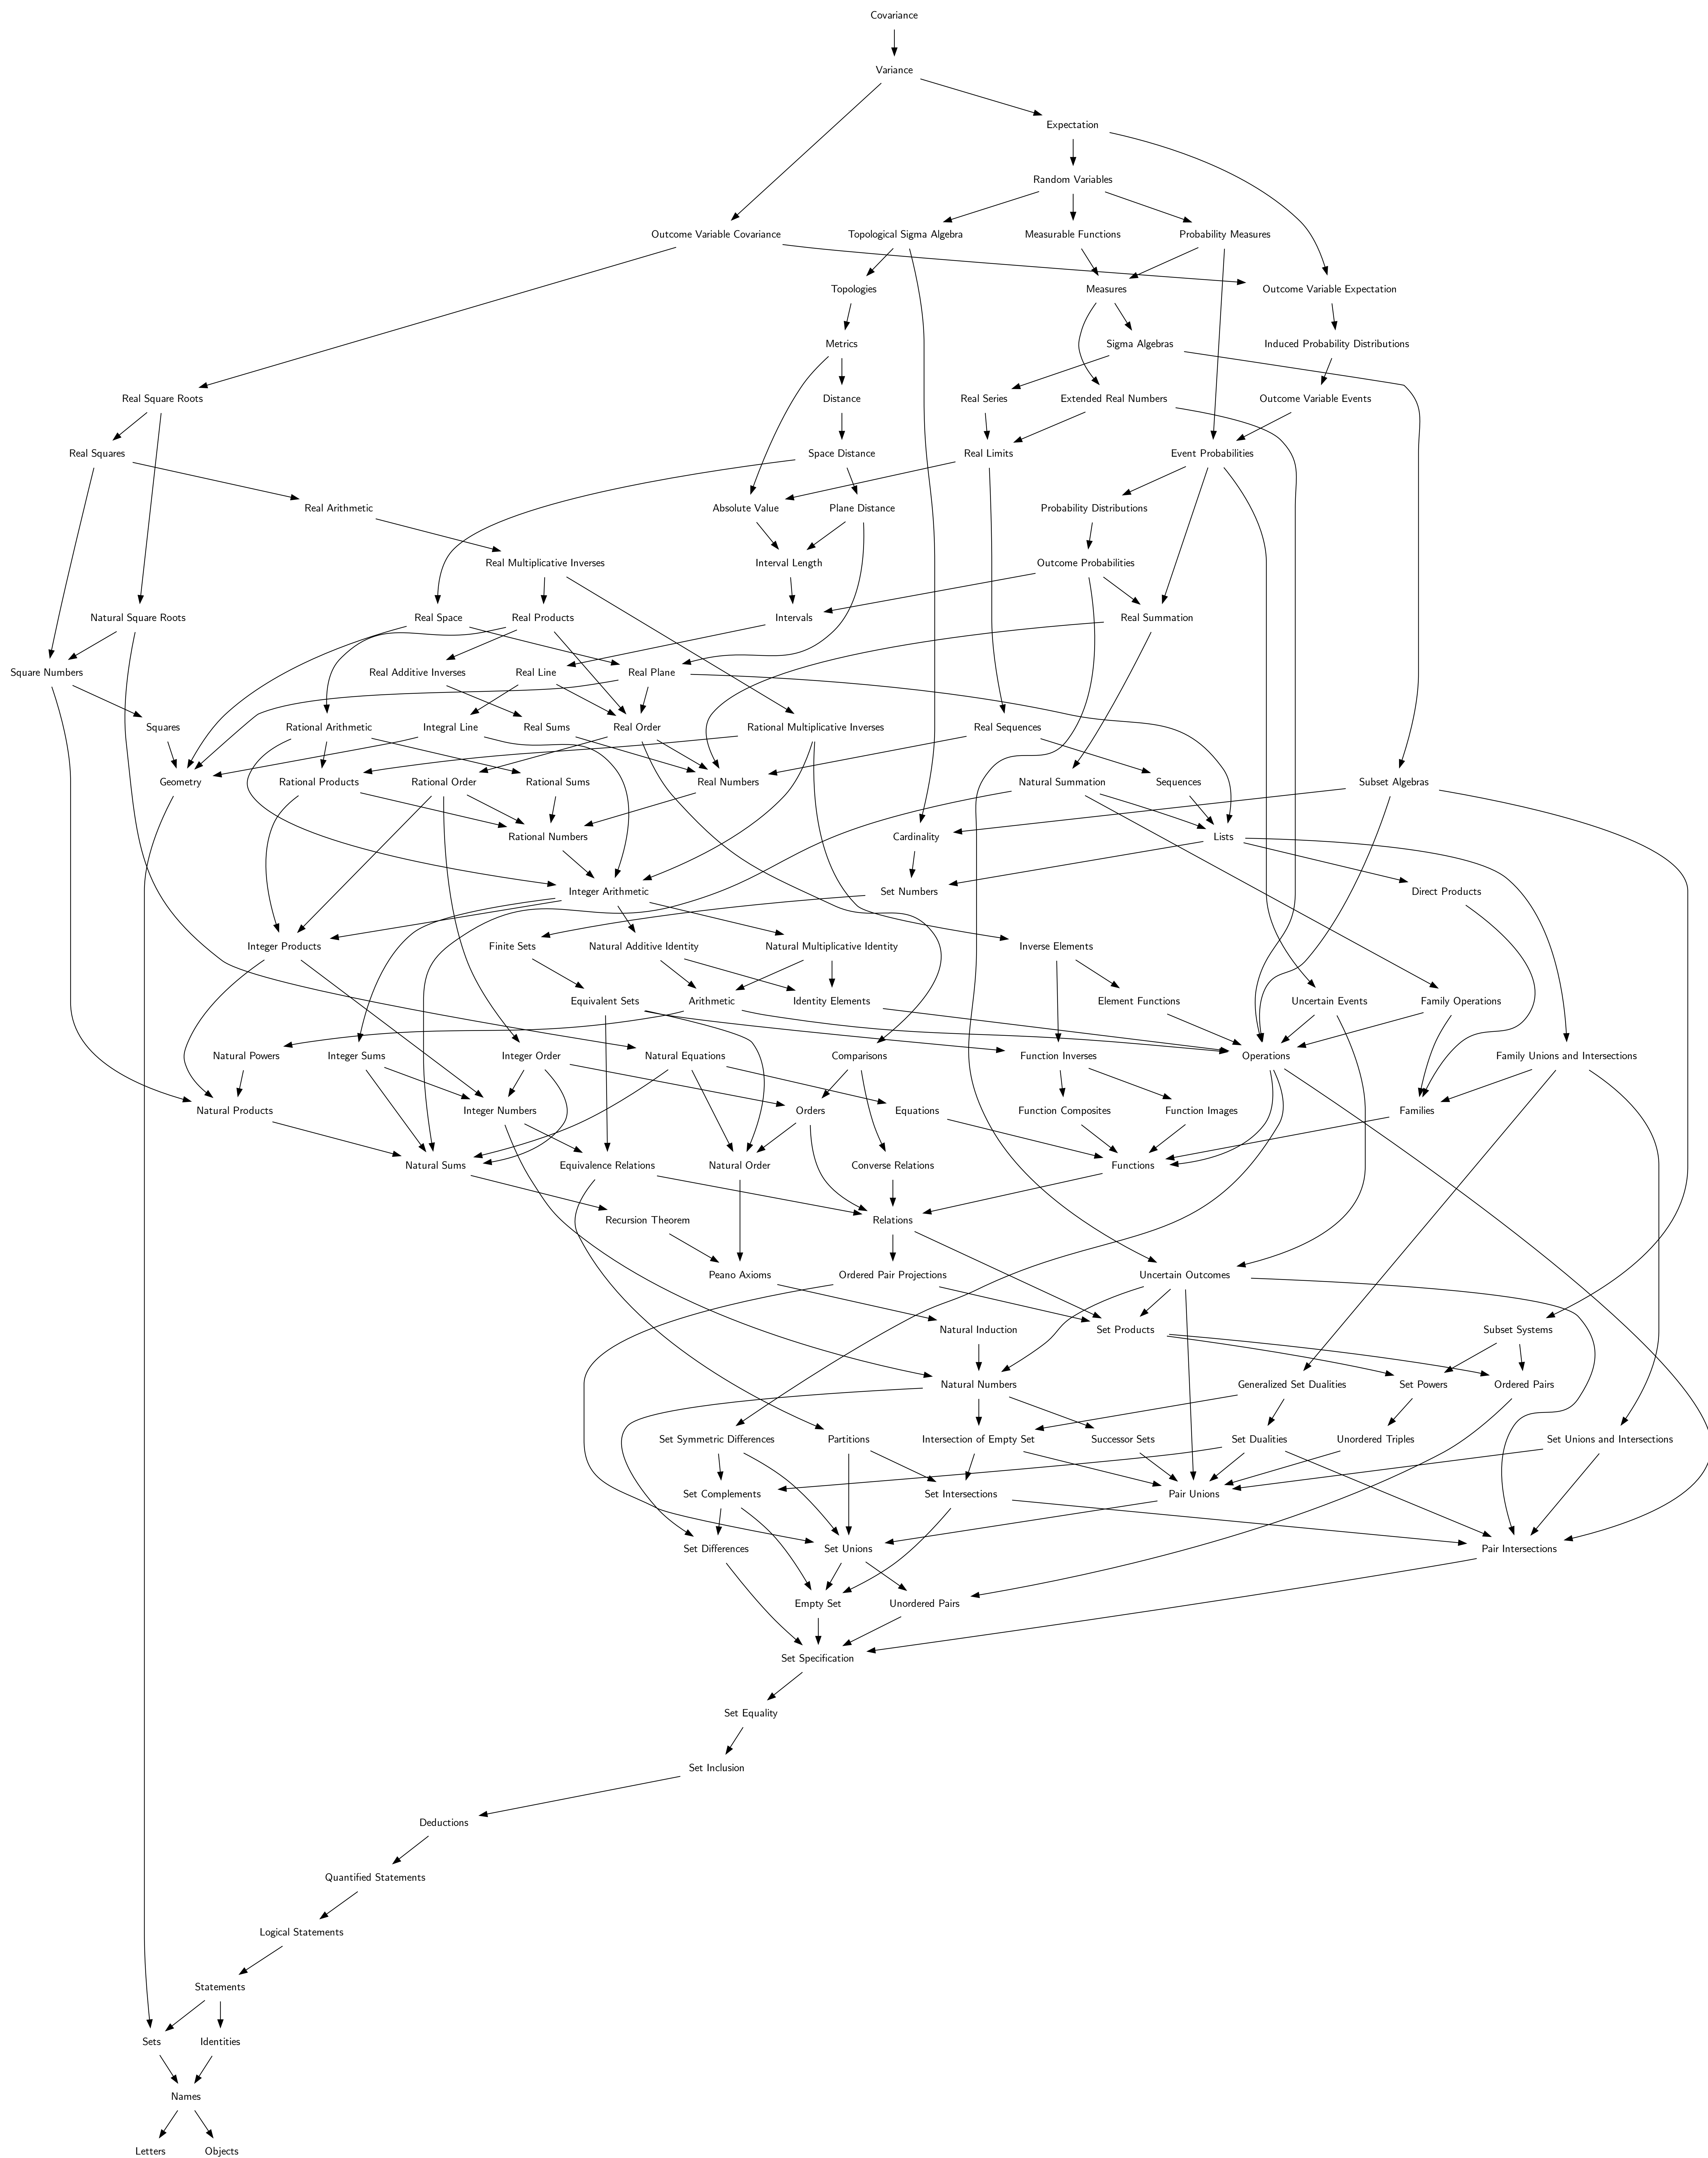 Covariance
Variance
Expectation
Random Variables
Outcome Variable Covariance
Topological Sigma Algebra
Measurable Functions
Probability Measures
Topologies
Measures
Outcome Variable Expectation
Metrics
Sigma Algebras
Induced Probability Distributions
Real Square Roots
Distance
Real Series
Extended Real Numbers
Outcome Variable Events
Real Squares
Space Distance
Real Limits
Event Probabilities
Real Arithmetic
Absolute Value
Plane Distance
Probability Distributions
Real Multiplicative Inverses
Interval Length
Outcome Probabilities
Natural Square Roots
Real Space
Real Products
Intervals
Real Summation
Square Numbers
Real Additive Inverses
Real Line
Real Plane
Squares
Rational Arithmetic
Integral Line
Real Sums
Real Order
Rational Multiplicative Inverses
Real Sequences
Geometry
Rational Products
Rational Order
Rational Sums
Real Numbers
Natural Summation
Sequences
Subset Algebras
Rational Numbers
Cardinality
Lists
Integer Arithmetic
Set Numbers
Direct Products
Integer Products
Finite Sets
Natural Additive Identity
Natural Multiplicative Identity
Inverse Elements
Equivalent Sets
Arithmetic
Identity Elements
Element Functions
Uncertain Events
Family Operations
Natural Powers
Integer Sums
Integer Order
Natural Equations
Comparisons
Function Inverses
Operations
Family Unions and Intersections
Natural Products
Integer Numbers
Orders
Equations
Function Composites
Function Images
Families
Natural Sums
Equivalence Relations
Natural Order
Converse Relations
Functions
Recursion Theorem
Relations
Peano Axioms
Ordered Pair Projections
Uncertain Outcomes
Natural Induction
Set Products
Subset Systems
Natural Numbers
Generalized Set Dualities
Set Powers
Ordered Pairs
Set Symmetric Differences
Partitions
Intersection of Empty Set
Successor Sets
Set Dualities
Unordered Triples
Set Unions and Intersections
Set Complements
Set Intersections
Pair Unions
Set Differences
Set Unions
Pair Intersections
Empty Set
Unordered Pairs
Set Specification
Set Equality
Set Inclusion
Deductions
Quantified Statements
Logical Statements
Statements
Sets
Identities
Names
Letters
Objects